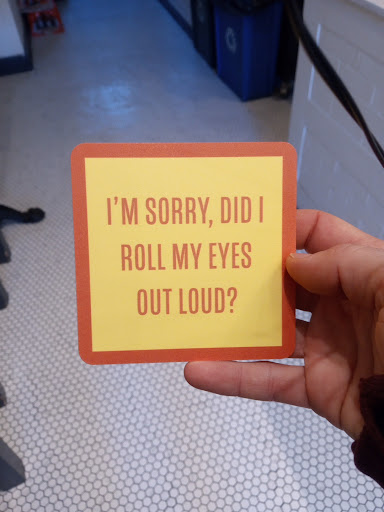 I'M SORRY, DID I
ROLL MY EYES
OUT LOUD?